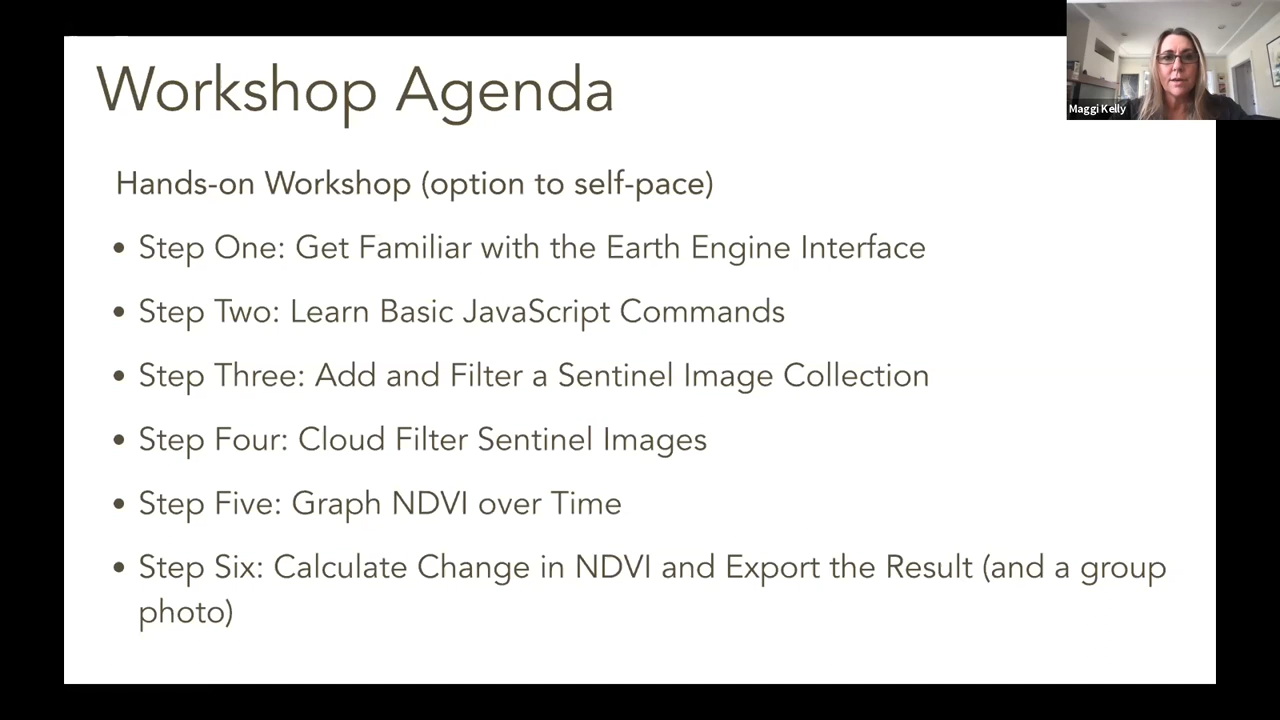 Workshop Agenda
Maggi Kelly
Hands-on Workshop (option to self-pace)
• Step One: Get Familiar with the Earth Engine Interface
• Step Two: Learn Basic JavaScript Commands
• Step Three: Add and Filter a Sentinel Image Collection
• Step Four: Cloud Filter Sentinel Images
• Step Five: Graph NDVI over Time
• Step Six: Calculate Change in NDVI and Export the Result (and a group
photo)